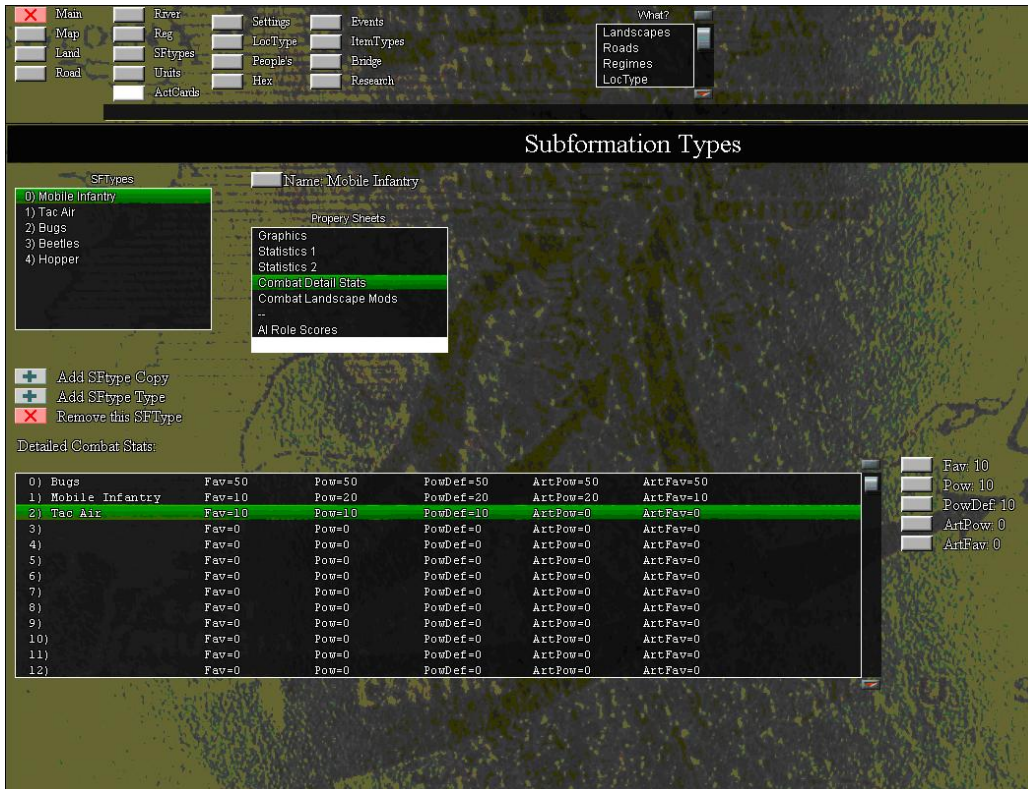 Main River Settings Events What?
Map Reg LocType ItemTypes Landscapes
Land SFtypes People's Bridge Roads
Road Units Hex Research Regimes
ActCards LocType
Subformation Types
SFTypes
0) Mobile Infantry
1) Tac Air
2) Bugs
3) Beetles
4) Hopper
Name: Mobile Infantry
Propery Sheets
Graphics
Statistics 1
Statistics 2
Combat Detail Stats
Combat Landscape Mods
--
AI Role Scores
Add SFtype Copy
Add SFtype Type
Remove this SFType
Detailed Combat Stats:
0) Bugs Fav=50 Pow=50 PowDef=50 ArtPow=50 ArtFav=50
1) Mobile Infantry Fav=10 Pow=20 PowDef=20 ArtPow=20 ArtFav=10
2) Tac Air Fav=10 Pow=10 PowDef=10 ArtPow=0 ArtFav=0
3) Fav=0 Pow=0 PowDef=0 ArtPow=0 ArtFav=0
4) Fav=0 Pow=0 PowDef=0 ArtPow=0 ArtFav=0
5) Fav=0 Pow=0 PowDef=0 ArtPow=0 ArtFav=0
6) Fav=0 Pow=0 PowDef=0 ArtPow=0 ArtFav=0
7) Fav=0 Pow=0 PowDef=0 ArtPow=0 ArtFav=0
8) Fav=0 Pow=0 PowDef=0 ArtPow=0 ArtFav=0
9) Fav=0 Pow=0 PowDef=0 ArtPow=0 ArtFav=0
10) Fav=0 Pow=0 PowDef=0 ArtPow=0 ArtFav=0
11) Fav=0 Pow=0 PowDef=0 ArtPow=0 ArtFav=0
12) Fav=0 Pow=0 PowDef=0 ArtPow=0 ArtFav=0
Fav: 10
Pow: 10
PowDef: 10
ArtPow: 0
ArtFav: 0